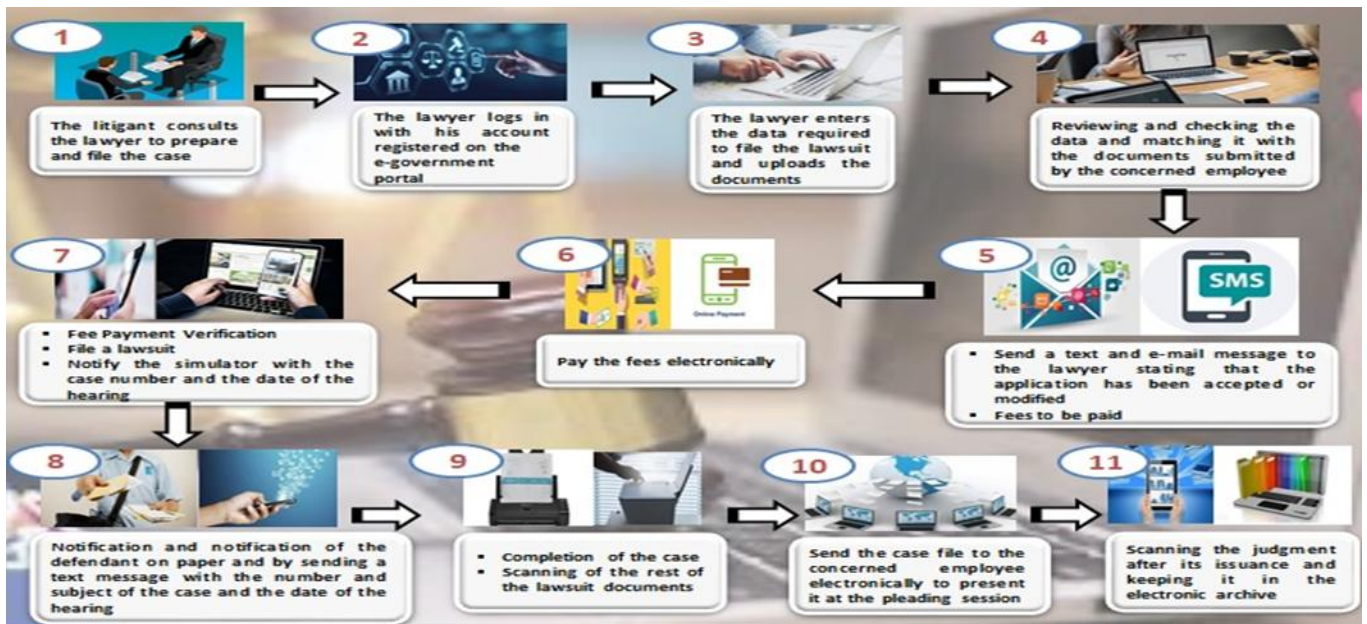 1
The litigant consults
the lawyer to prepare
and file the case
2
The lawyer logs in
with his account
registered on the
e-government
portal
3
The lawyer enters
the data required
to file the lawsuit
and uploads the
documents
4
Reviewing and checking the
data and matching it with
the documents submitted
by the concerned employee
5
@
SMS
▪ Send a text and e-mail message to
the lawyer stating that the
application has been accepted or
modified
▪ Fees to be paid
6
Online Payment
Pay the fees electronically
7
▪ Fee Payment Verification
▪ File a lawsuit
▪ Notify the simulator with the
case number and the date of the
hearing
8
Notification and notification of the
defendant on paper and by sending a
text message with the number and
subject of the case and the date of the
hearing
9
▪ Completion of the case
▪ Scanning of the rest of
the lawsuit documents
10
Send the case file to the
concerned employee
electronically to present
it at the pleading session
11
Scanning the judgment
after its issuance and
keeping it in the
electronic archive